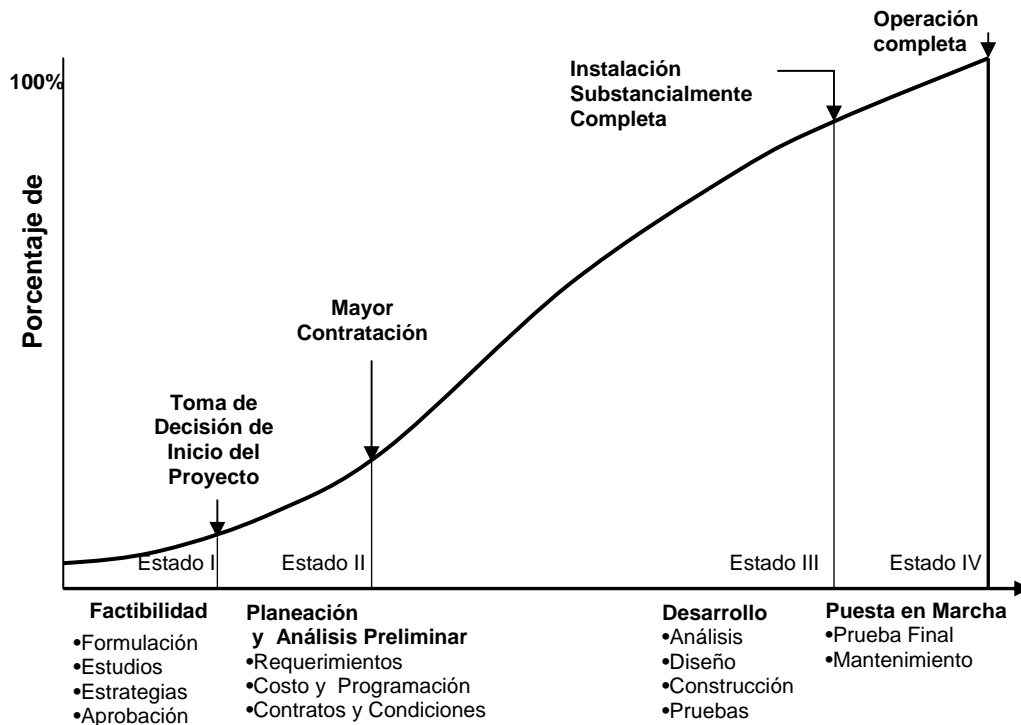 Operación
completa
100%
Instalación
Substancialmente
Completa
Porcentaje de
Mayor
Contratación
Toma de
Decisión de
Inicio del
Proyecto
Estado I
Estado II
Estado III
Estado IV
Factibilidad
•Formulación
•Estudios
•Estrategias
•Aprobación
Planeación
y Análisis Preliminar
•Requerimientos
•Costo y Programación
•Contratos y Condiciones
Desarrollo
•Análisis
•Diseño
•Construcción
•Pruebas
Puesta en Marcha
•Prueba Final
•Mantenimiento